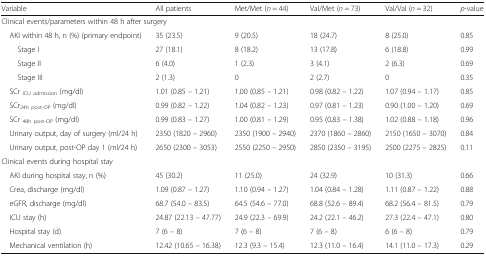 Variable All patients Met/Met (n = 44) Val/Met (n = 73) Val/Val (n = 32) p-value
Clinical events/parameters within 48 h after surgery
AKI within 48 h, n (%) (primary endpoint) 35 (23.5) 9 (20.5) 18 (24.7) 8 (25.0) 0.85
Stage I 27 (18.1) 8 (18.2) 13 (17.8) 6 (18.8) 0.99
Stage II 6 (4.0) 1 (2.3) 3 (4.1) 2 (6.3) 0.69
Stage III 2 (1.3) 0 2 (2.7) 0 0.35
SCr ICU admission (mg/dl) 1.01 (0.85 – 1.21) 1.00 (0.85 – 1.21) 0.98 (0.82 – 1.22) 1.07 (0.94 – 1.17) 0.85
SCr24h post-OP (mg/dl) 0.99 (0.82 – 1.22) 1.04 (0.82 – 1.23) 0.97 (0.81 – 1.23) 0.90 (1.00 – 1.20) 0.69
SCr 48h post-OP (mg/dl) 0.99 (0.83 – 1.27) 1.00 (0.81 – 1.29) 0.95 (0.83 – 1.38) 1.02 (0.88 – 1.18) 0.96
Urinary output, day of surgery (ml/24 h) 2350 (1820 – 2960) 2350 (1900 – 2940) 2370 (1860 – 2860) 2150 (1650 – 3070) 0.84
Urinary output, post-OP day 1 (ml/24 h) 2650 (2300 – 3053) 2550 (2250 – 2950) 2850 (2350 – 3195) 2500 (2275 – 2825) 0.11
Clinical events during hospital stay
AKI during hospital stay, n (%) 45 (30.2) 11 (25.0) 24 (32.9) 10 (31.3) 0.66
Crea, discharge (mg/dl) 1.09 (0.87 – 1.27) 1.10 (0.94 – 1.27) 1.04 (0.84 – 1.28) 1.11 (0.87 – 1.22) 0.88
eGFR, discharge (mg/dl) 68.7 (54.0 – 83.5) 64.5 (54.6 – 77.0) 68.8 (52.6 – 89.4) 68.2 (56.4 – 81.5) 0.79
ICU stay (h) 24.87 (22.13 – 47.77) 24.9 (22.3 – 69.9) 24.2 (22.1 – 46.2) 27.3 (22.4 – 47.1) 0.80
Hospital stay (d) 7 (6 – 8) 7 (6 – 8) 7 (6 – 8) 6 (6 – 8) 0.79
Mechanical ventilation (h) 12.42 (10.65 – 16.38) 12.3 (9.3 – 15.4) 12.3 (11.0 – 16.4) 14.1 (11.0 – 17.3) 0.29